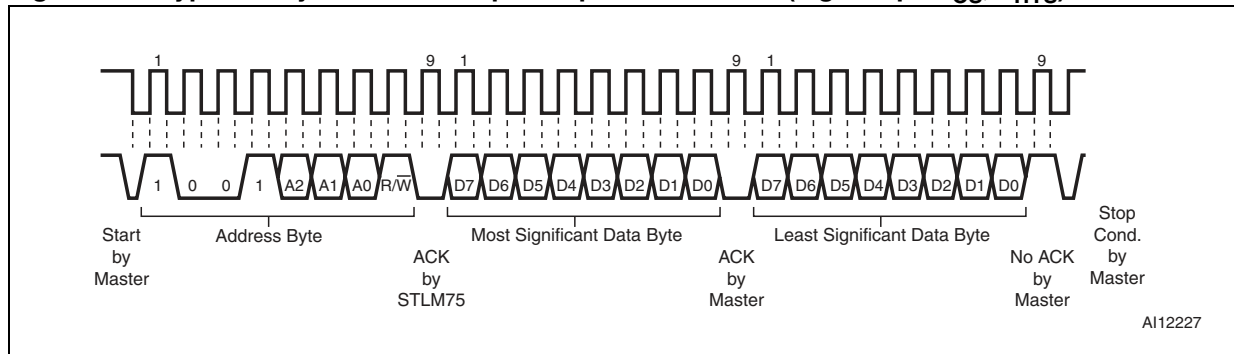 1 9 1 9 1 9
1 0 0 1 A2 A1 A0 R/W D7 D6 D5 D4 D3 D2 D1 D0 D7 D6 D5 D4 D3 D2 D1 D0
Start
by
Master
Address Byte
ACK
by
STLM75
Most Significant Data Byte
ACK
by
Master
Least Significant Data Byte
No ACK
by
Master
Stop
Cond.
by
Master
AI12227